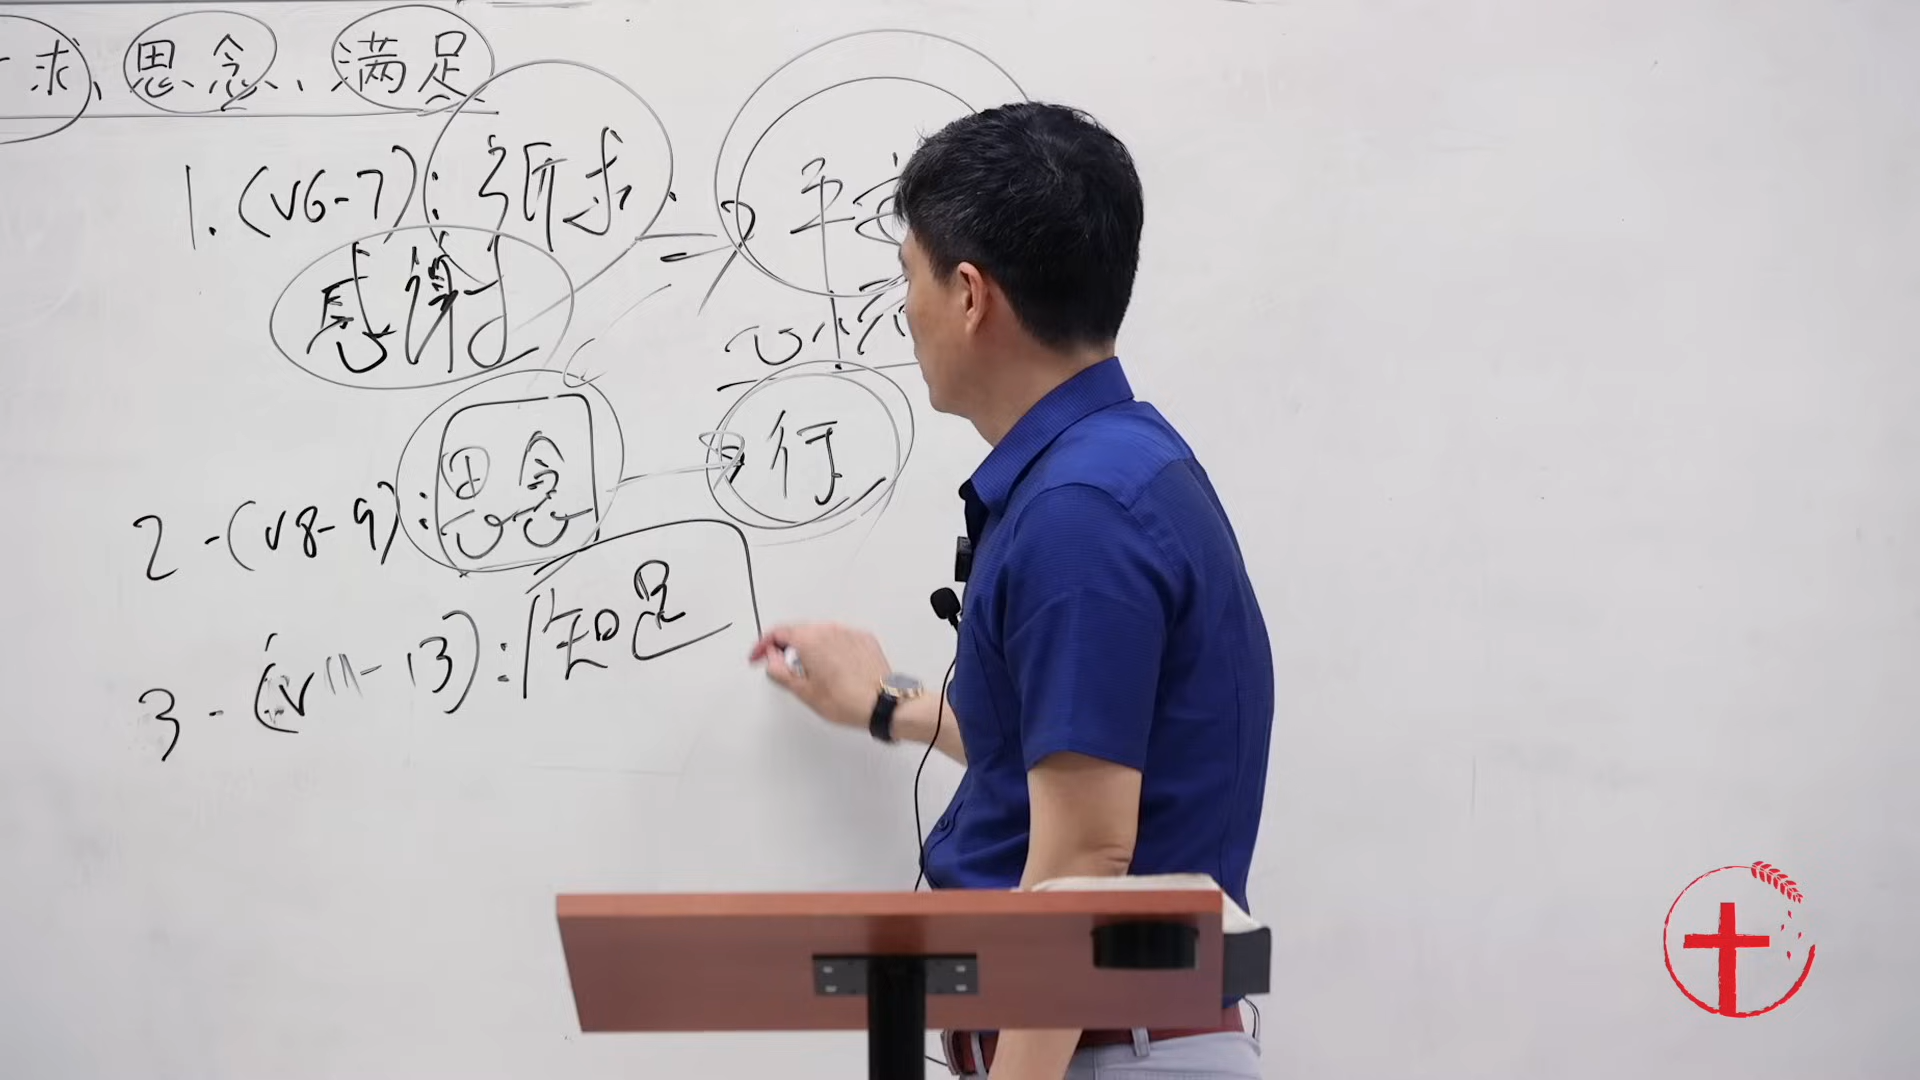 求、思念、满足
1.(v6-7):祈求. 平
感谢
2-(v8-9):思念 行
3-(v11-13):知足